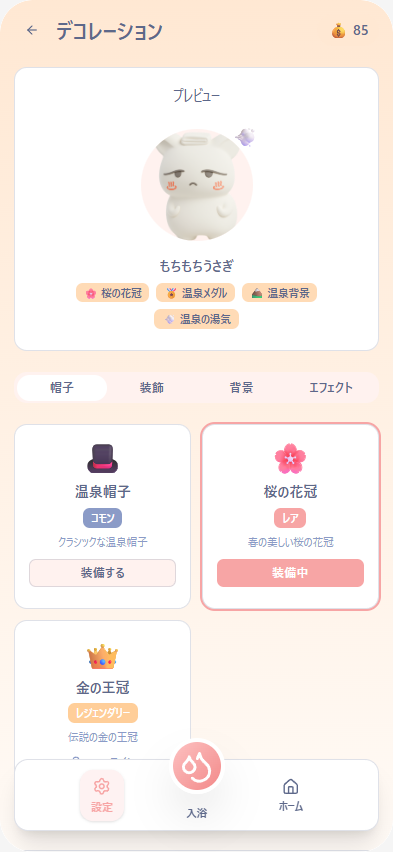 デコレーション
85
プレビュー
もちもちうさぎ
桜の花冠 温泉メダル 温泉背景
温泉の湯気
帽子 装飾 背景 エフェクト
温泉帽子
コモン
クラシックな温泉帽子
装備する
桜の花冠
レア
春の美しい桜の花冠
装備中
金の王冠
レジェンダリー
伝説の金の王冠
設定 入浴 ホーム